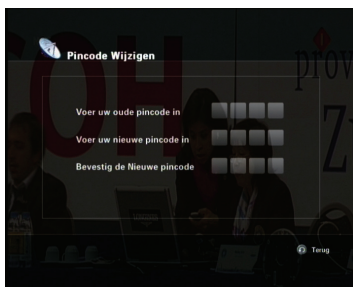 Pincode Wijzigen
Voer uw oude pincode in
Voer uw nieuwe pincode in
Bevestig de Nieuwe pincode
Terug